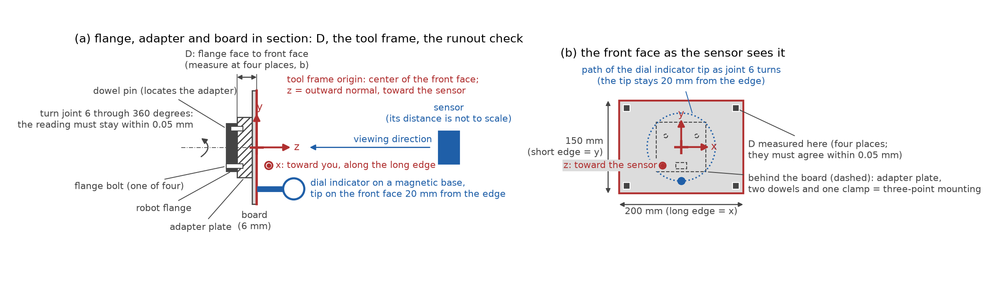 (a) flange, adapter and board in section: D, the tool frame, the runout check
D: flange face to front face
(measure at four places, b)
tool frame origin: center of the front face;
z = outward normal, toward the sensor
dowel pin (locates the adapter)
y
turn joint 6 through 360 degrees:
the reading must stay within 0.05 mm
sensor
(its distance is not to scale)
viewing direction
z
x: toward you, along the long edge
dial indicator on a magnetic base,
tip on the front face 20 mm from the edge
flange bolt (one of four)
robot flange
adapter plate
board
(6 mm)
(b) the front face as the sensor sees it
path of the dial indicator tip as joint 6 turns
(the tip stays 20 mm from the edge)
y
x
150 mm
(short edge = y)
z: toward the sensor
D measured here (four places;
they must agree within 0.05 mm)
behind the board (dashed): adapter plate,
two dowels and one clamp = three-point mounting
200 mm (long edge = x)